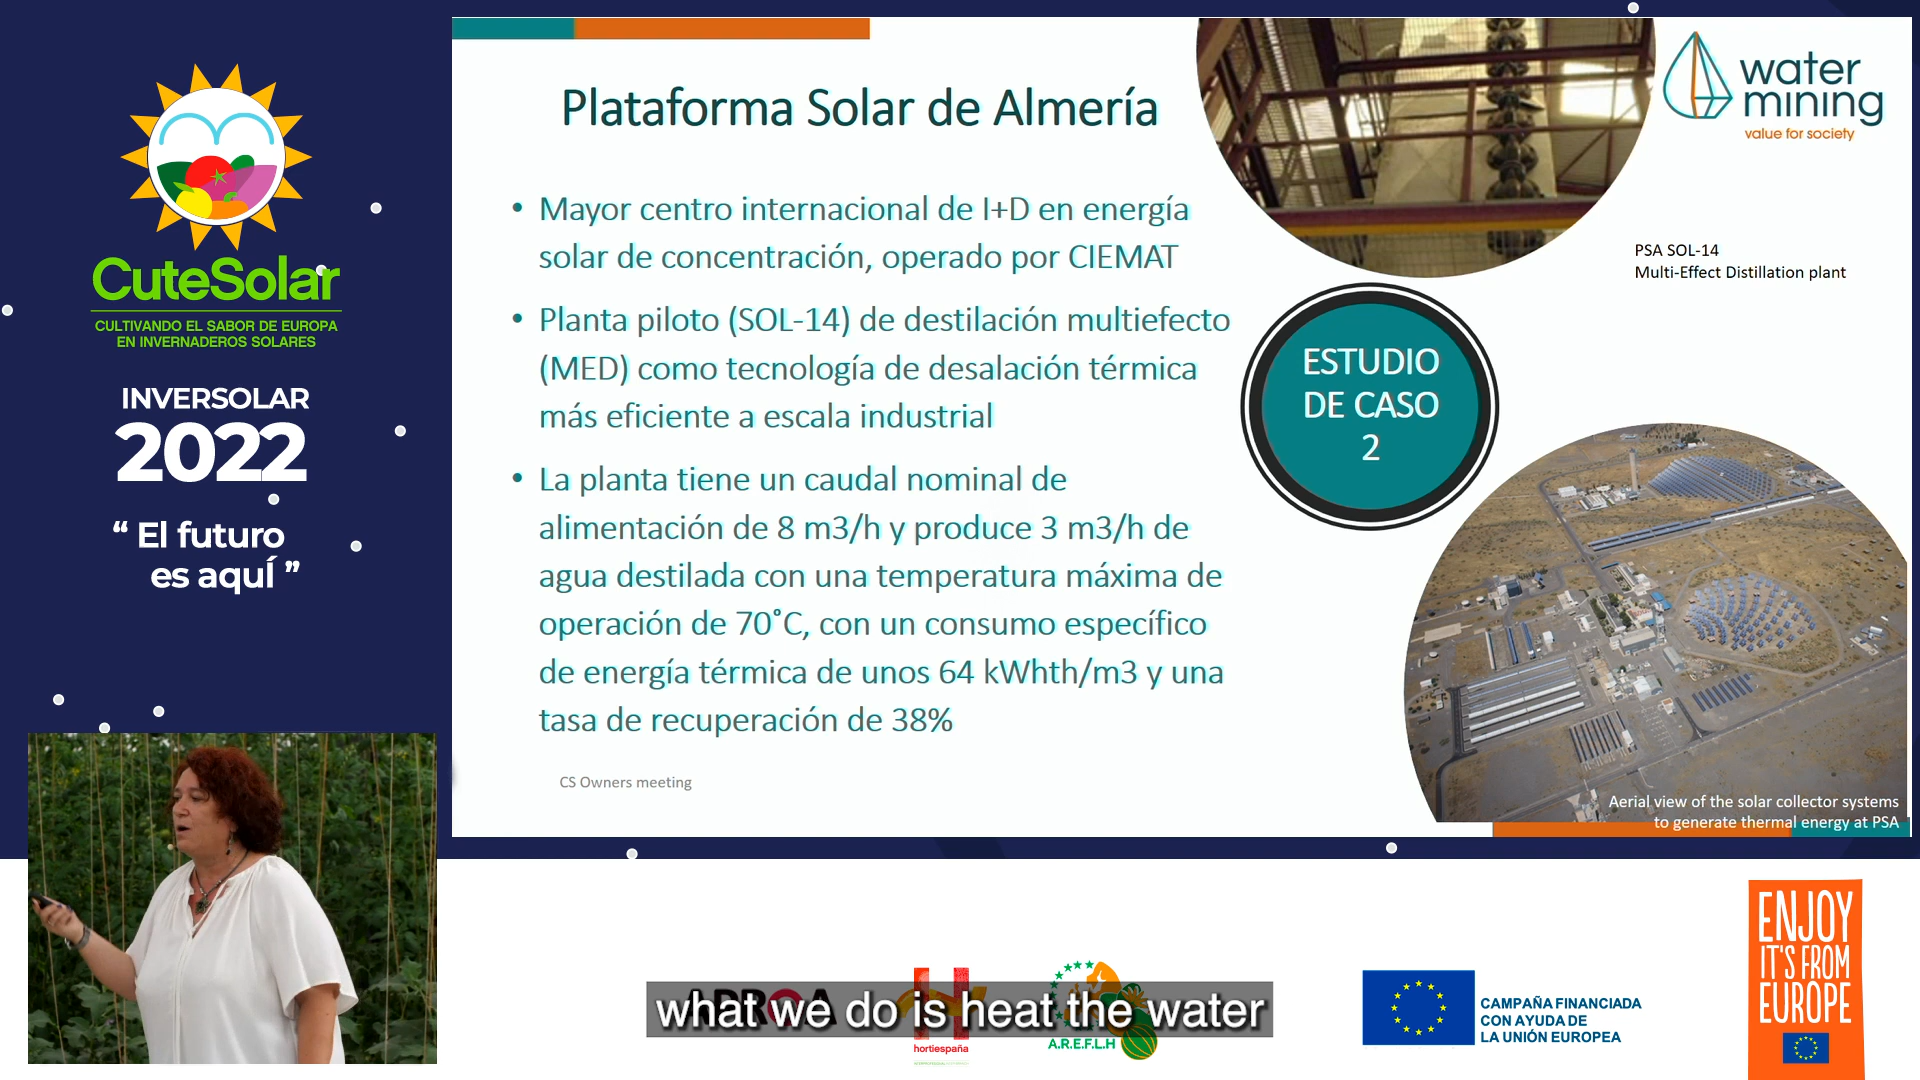 CuteSolar
CULTIVANDO EL SABOR DE EUROPA
EN INVERNADEROS SOLARES
INVERSOLAR
2022
“ El futuro
es aquÍ ”
Plataforma Solar de Almería
• Mayor centro internacional de I+D en energía
solar de concentración, operado por CIEMAT
• Planta piloto (SOL-14) de destilación multiefecto
(MED) como tecnología de desalación térmica
más eficiente a escala industrial
• La planta tiene un caudal nominal de
alimentación de 8 m3/h y produce 3 m3/h de
agua destilada con una temperatura máxima de
operación de 70°C, con un consumo específico
de energía térmica de unos 64 kWhth/m3 y una
tasa de recuperación de 38%
CS Owners meeting
water
mining
value for society
PSA SOL-14
Multi-Effect Distillation plant
ESTUDIO
DE CASO
2
Aerial view of the solar collector systems
to generate thermal energy at PSA
what we do is heat the water
hortiespaña
A.R.E.F.L.H
CAMPAÑA FINANCIADA
CON AYUDA DE
LA UNIÓN EUROPEA
ENJOY
IT'S FROM
EUROPE